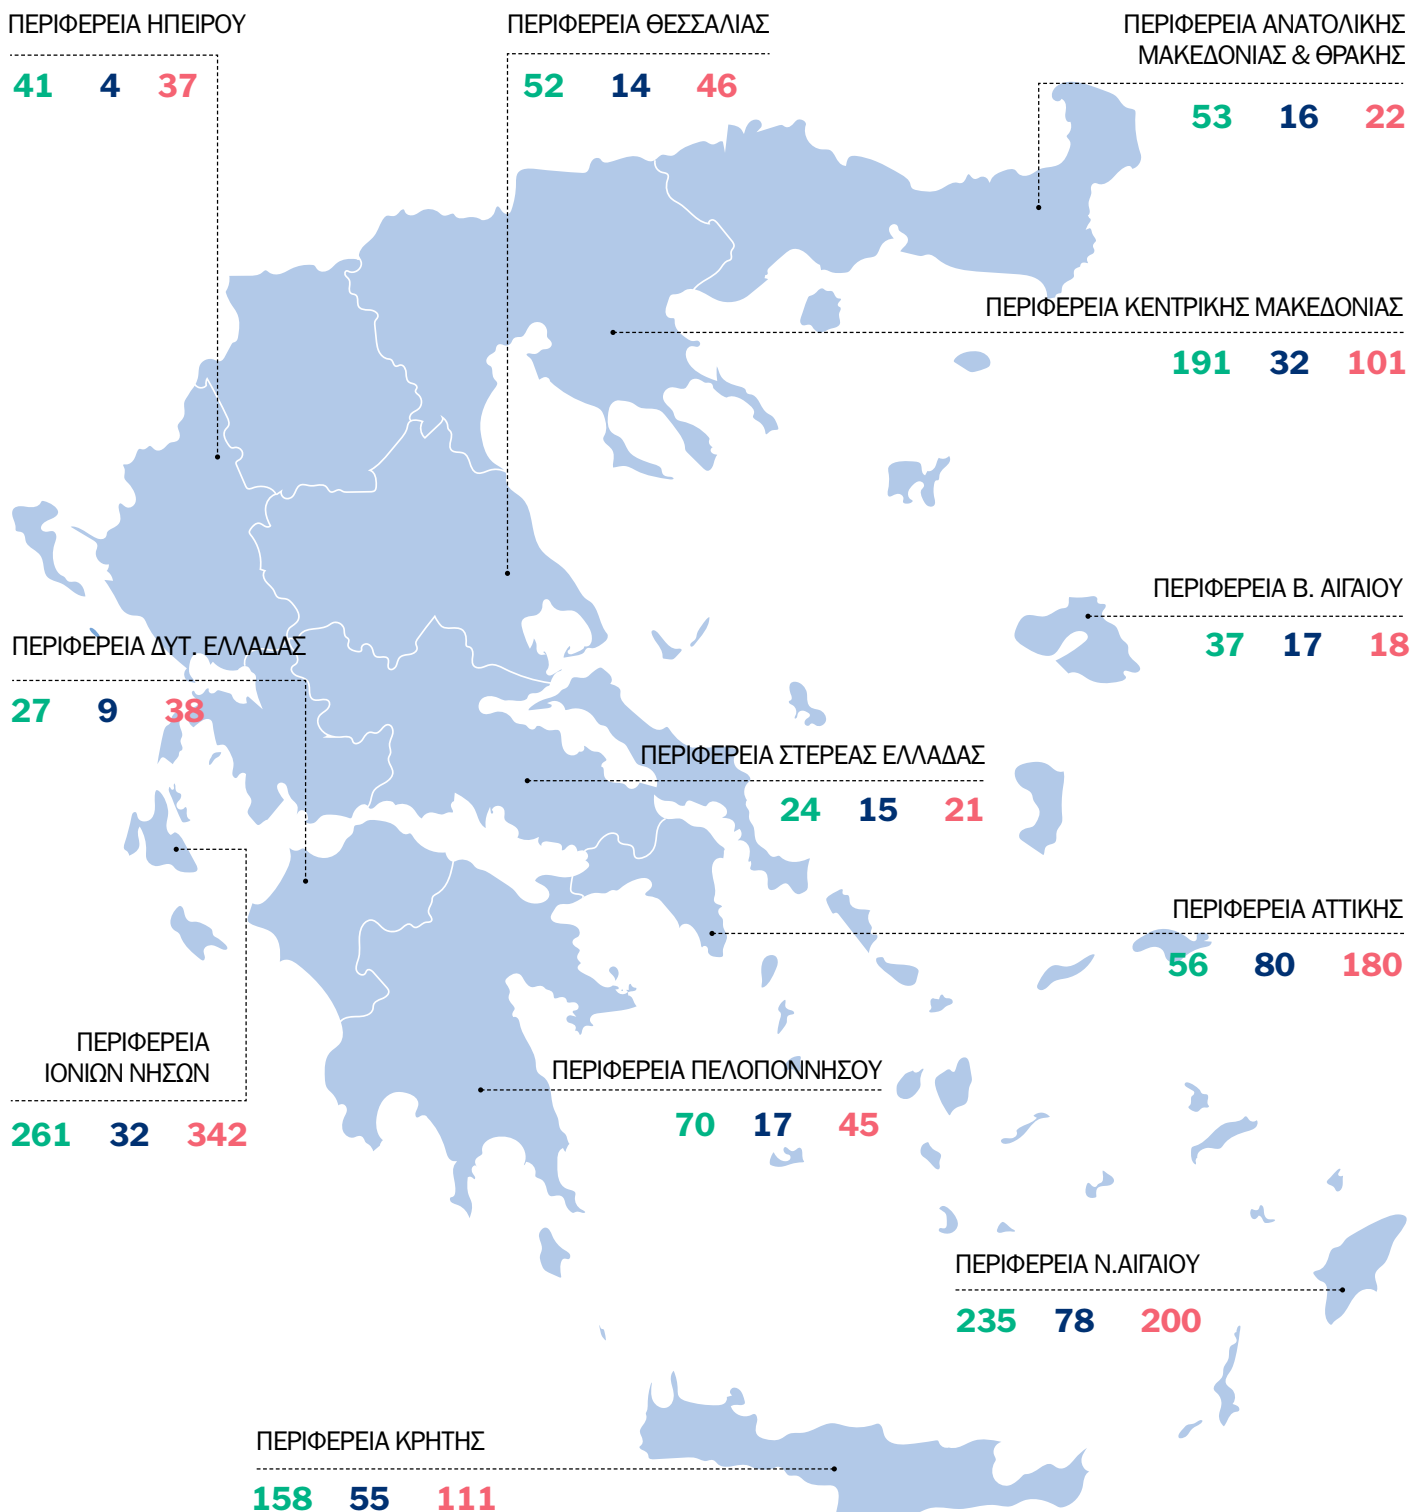 ΠΕΡΙΦΕΡΕΙΑ ΗΠΕΙΡΟΥ
41 4 37
ΠΕΡΙΦΕΡΕΙΑ ΘΕΣΣΑΛΙΑΣ
52 14 46
ΠΕΡΙΦΕΡΕΙΑ ΑΝΑΤΟΛΙΚΗΣ
ΜΑΚΕΔΟΝΙΑΣ & ΘΡΑΚΗΣ
53 16 22
ΠΕΡΙΦΕΡΕΙΑ ΚΕΝΤΡΙΚΗΣ ΜΑΚΕΔΟΝΙΑΣ
191 32 101
ΠΕΡΙΦΕΡΕΙΑ Β. ΑΙΓΑΙΟΥ
37 17 18
ΠΕΡΙΦΕΡΕΙΑ ΔΥΤ. ΕΛΛΑΔΑΣ
27 9 38
ΠΕΡΙΦΕΡΕΙΑ ΣΤΕΡΕΑΣ ΕΛΛΑΔΑΣ
24 15 21
ΠΕΡΙΦΕΡΕΙΑ ΑΤΤΙΚΗΣ
56 80 180
ΠΕΡΙΦΕΡΕΙΑ
ΙΟΝΙΩΝ ΝΗΣΩΝ
261 32 342
ΠΕΡΙΦΕΡΕΙΑ ΠΕΛΟΠΟΝΝΗΣΟΥ
70 17 45
ΠΕΡΙΦΕΡΕΙΑ Ν.ΑΙΓΑΙΟΥ
235 78 200
ΠΕΡΙΦΕΡΕΙΑ ΚΡΗΤΗΣ
158 55 111